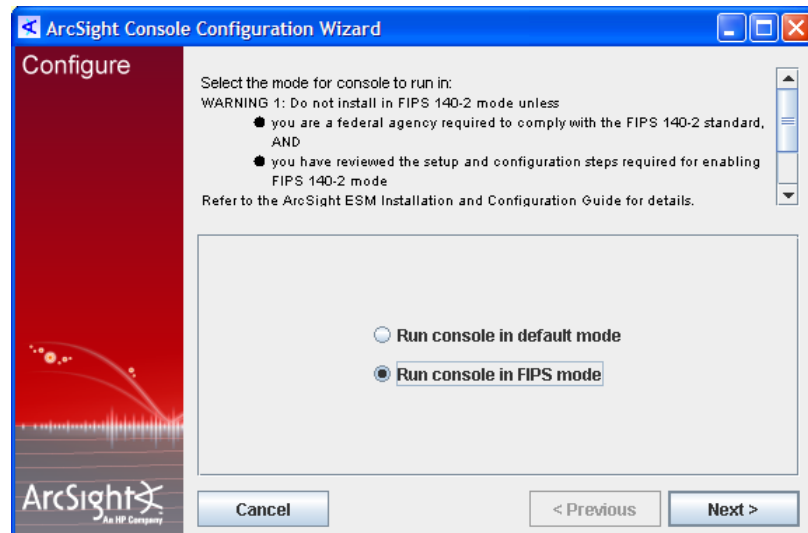 ArcSight Console Configuration Wizard
Configure
Select the mode for console to run in:
WARNING 1: Do not install in FIPS 140-2 mode unless
● you are a federal agency required to comply with the FIPS 140-2 standard,
AND
● you have reviewed the setup and configuration steps required for enabling
FIPS 140-2 mode
Refer to the ArcSight ESM Installation and Configuration Guide for details.
Run console in default mode
Run console in FIPS mode
ArcSight
An HP Company
Cancel
< Previous
Next >